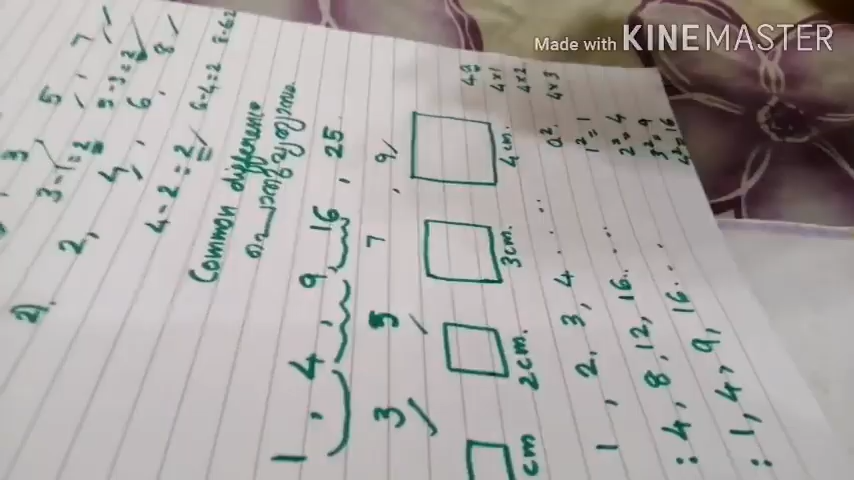 Made with KINEMASTER
3 5 7
3-1=2 5-3=2
2) 2, 4, 6, 8
4-2=2 6-4=2 8-6=2
Common difference
പൊതുവ്യത്യാസം
1, 4, 9, 16, 25
3 5 7, 9
cm 2cm. 3cm. 4cm.
4a
4×1
4×2
4×3
a².
1²=1
2²=4
3²=9
4²=16
1, 2, 3, 4 .....
: 4, 8, 12, 16.....
: 1, 4, 9, 16....